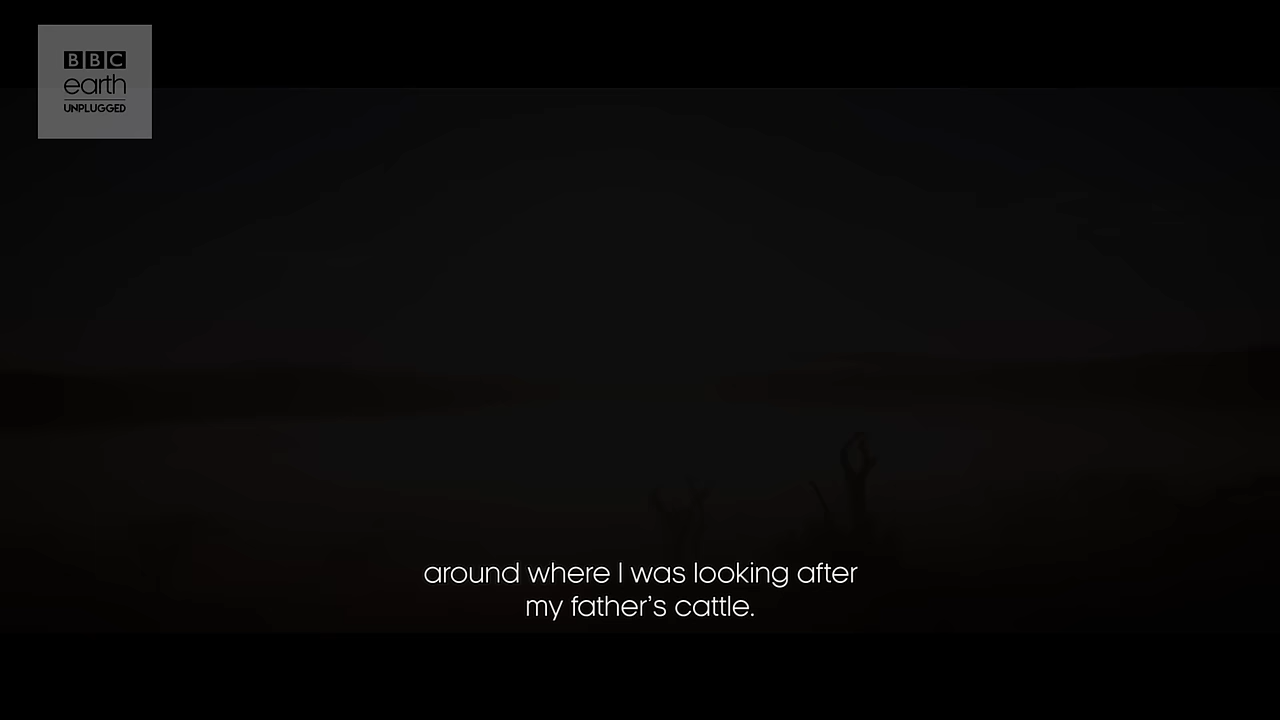 BBC
earth
UNPLUGGED
around where I was looking after
my father’s cattle.